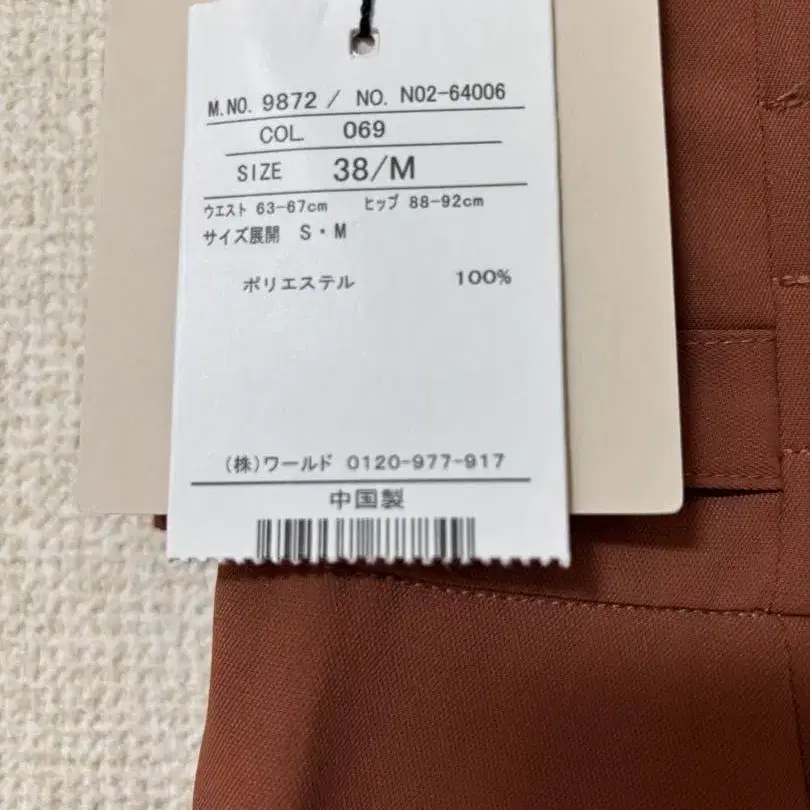 M.NO. 9872 / NO. N02-64006
COL. 069
SIZE 38/M
ウエスト 63-67cm ヒップ 88-92cm
サイズ展開 S・M
ポリエステル 100%
(株)ワールド 0120-977-917
中国製